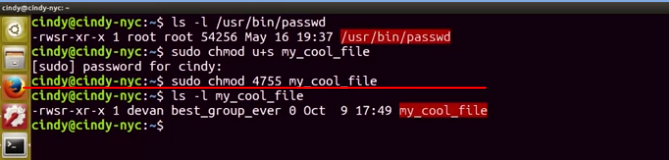 cindy@cindy-nyc:~
cindy@cindy-nyc:~$ ls -l /usr/bin/passwd
-rwsr-xr-x 1 root root 54256 May 16 19:37 /usr/bin/passwd
cindy@cindy-nyc:~$ sudo chmod u+s my_cool_file
[sudo] password for cindy:
cindy@cindy-nyc:~$ sudo chmod 4755 my_cool_file
cindy@cindy-nyc:~$ ls -l my_cool_file
-rwsr-xr-x 1 devan best_group_ever 0 Oct  9 17:49 my_cool_file
cindy@cindy-nyc:~$